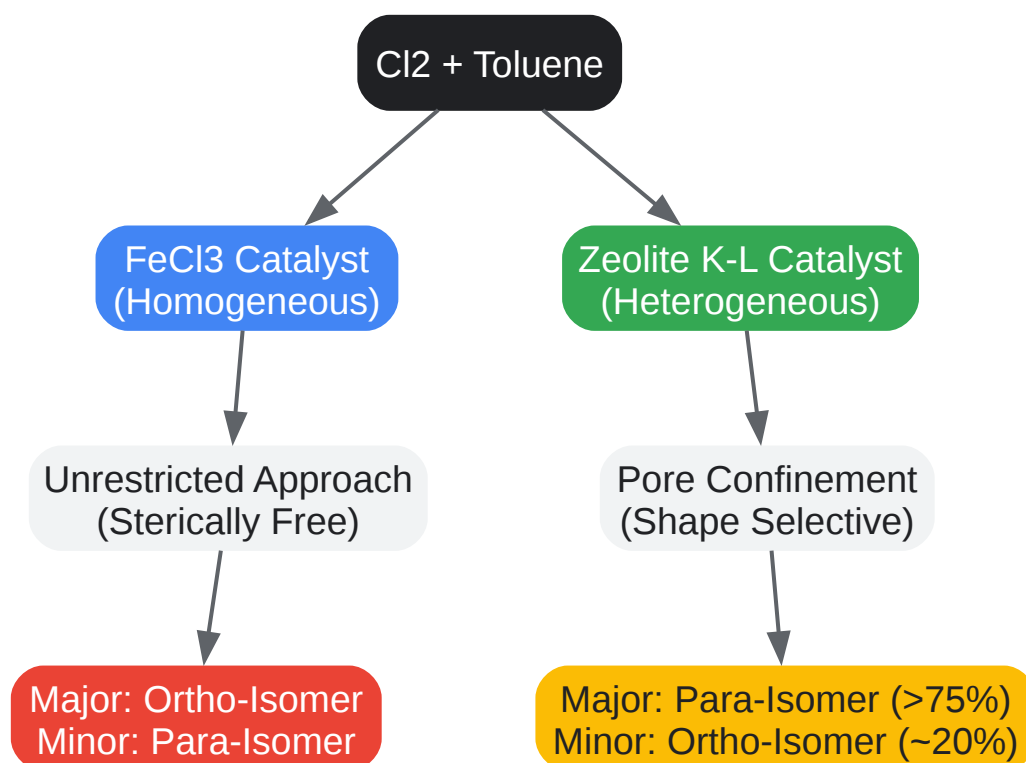 Cl2 + Toluene
FeCl3 Catalyst
(Homogeneous)
Zeolite K-L Catalyst
(Heterogeneous)
Unrestricted Approach
(Sterically Free)
Pore Confinement
(Shape Selective)
Major: Ortho-Isomer
Minor: Para-Isomer
Major: Para-Isomer (>75%)
Minor: Ortho-Isomer (~20%)